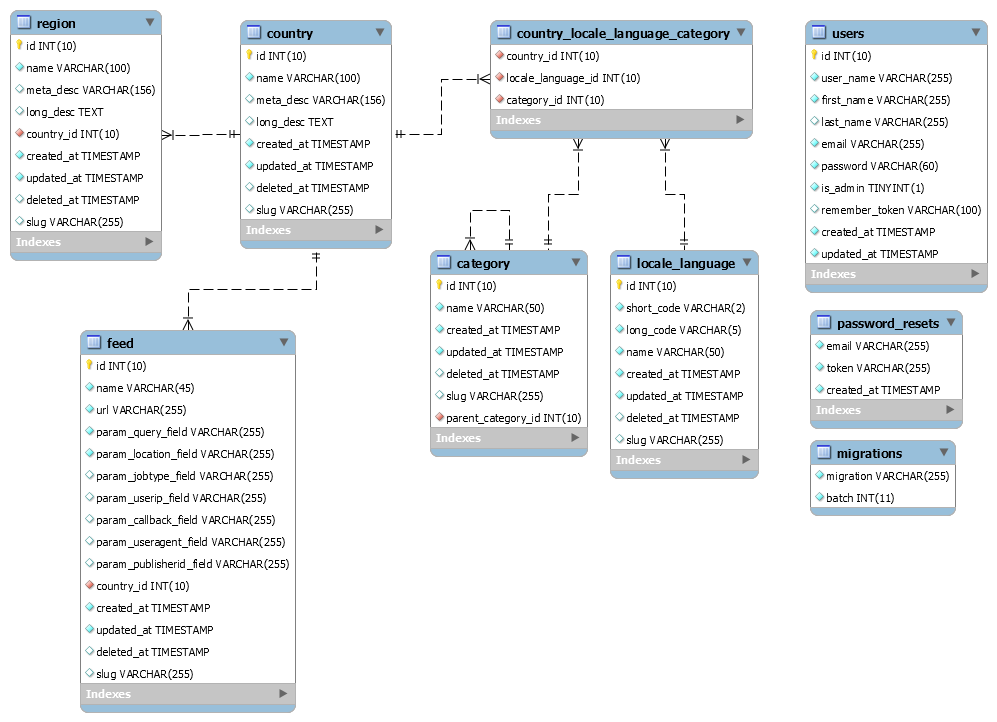 region
id INT(10)
name VARCHAR(100)
meta_desc VARCHAR(156)
long_desc TEXT
country_id INT(10)
created_at TIMESTAMP
updated_at TIMESTAMP
deleted_at TIMESTAMP
slug VARCHAR(255)
Indexes
country
id INT(10)
name VARCHAR(100)
meta_desc VARCHAR(156)
long_desc TEXT
created_at TIMESTAMP
updated_at TIMESTAMP
deleted_at TIMESTAMP
slug VARCHAR(255)
Indexes
country_locale_language_category
country_id INT(10)
locale_language_id INT(10)
category_id INT(10)
Indexes
users
id INT(10)
user_name VARCHAR(255)
first_name VARCHAR(255)
last_name VARCHAR(255)
email VARCHAR(255)
password VARCHAR(60)
is_admin TINYINT(1)
remember_token VARCHAR(100)
created_at TIMESTAMP
updated_at TIMESTAMP
Indexes
feed
id INT(10)
name VARCHAR(45)
url VARCHAR(255)
param_query_field VARCHAR(255)
param_location_field VARCHAR(255)
param_jobtype_field VARCHAR(255)
param_userip_field VARCHAR(255)
param_callback_field VARCHAR(255)
param_useragent_field VARCHAR(255)
param_publisherid_field VARCHAR(255)
country_id INT(10)
created_at TIMESTAMP
updated_at TIMESTAMP
deleted_at TIMESTAMP
slug VARCHAR(255)
Indexes
category
id INT(10)
name VARCHAR(50)
created_at TIMESTAMP
updated_at TIMESTAMP
deleted_at TIMESTAMP
slug VARCHAR(255)
parent_category_id INT(10)
Indexes
locale_language
id INT(10)
short_code VARCHAR(2)
long_code VARCHAR(5)
name VARCHAR(50)
created_at TIMESTAMP
updated_at TIMESTAMP
deleted_at TIMESTAMP
slug VARCHAR(255)
Indexes
password_resets
email VARCHAR(255)
token VARCHAR(255)
created_at TIMESTAMP
Indexes
migrations
migration VARCHAR(255)
batch INT(11)